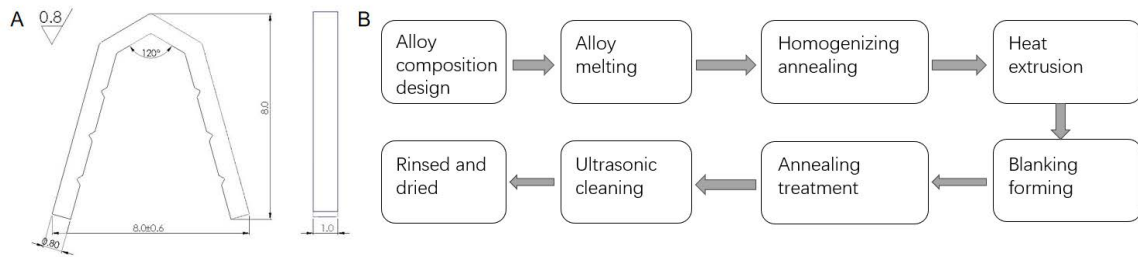 A
0.8
120°
8.0
8.0±0.6
0.80
1.0
B
Alloy
composition
design
Alloy
melting
Homogenizing
annealing
Heat
extrusion
Rinsed and
dried
Ultrasonic
cleaning
Annealing
treatment
Blanking
forming